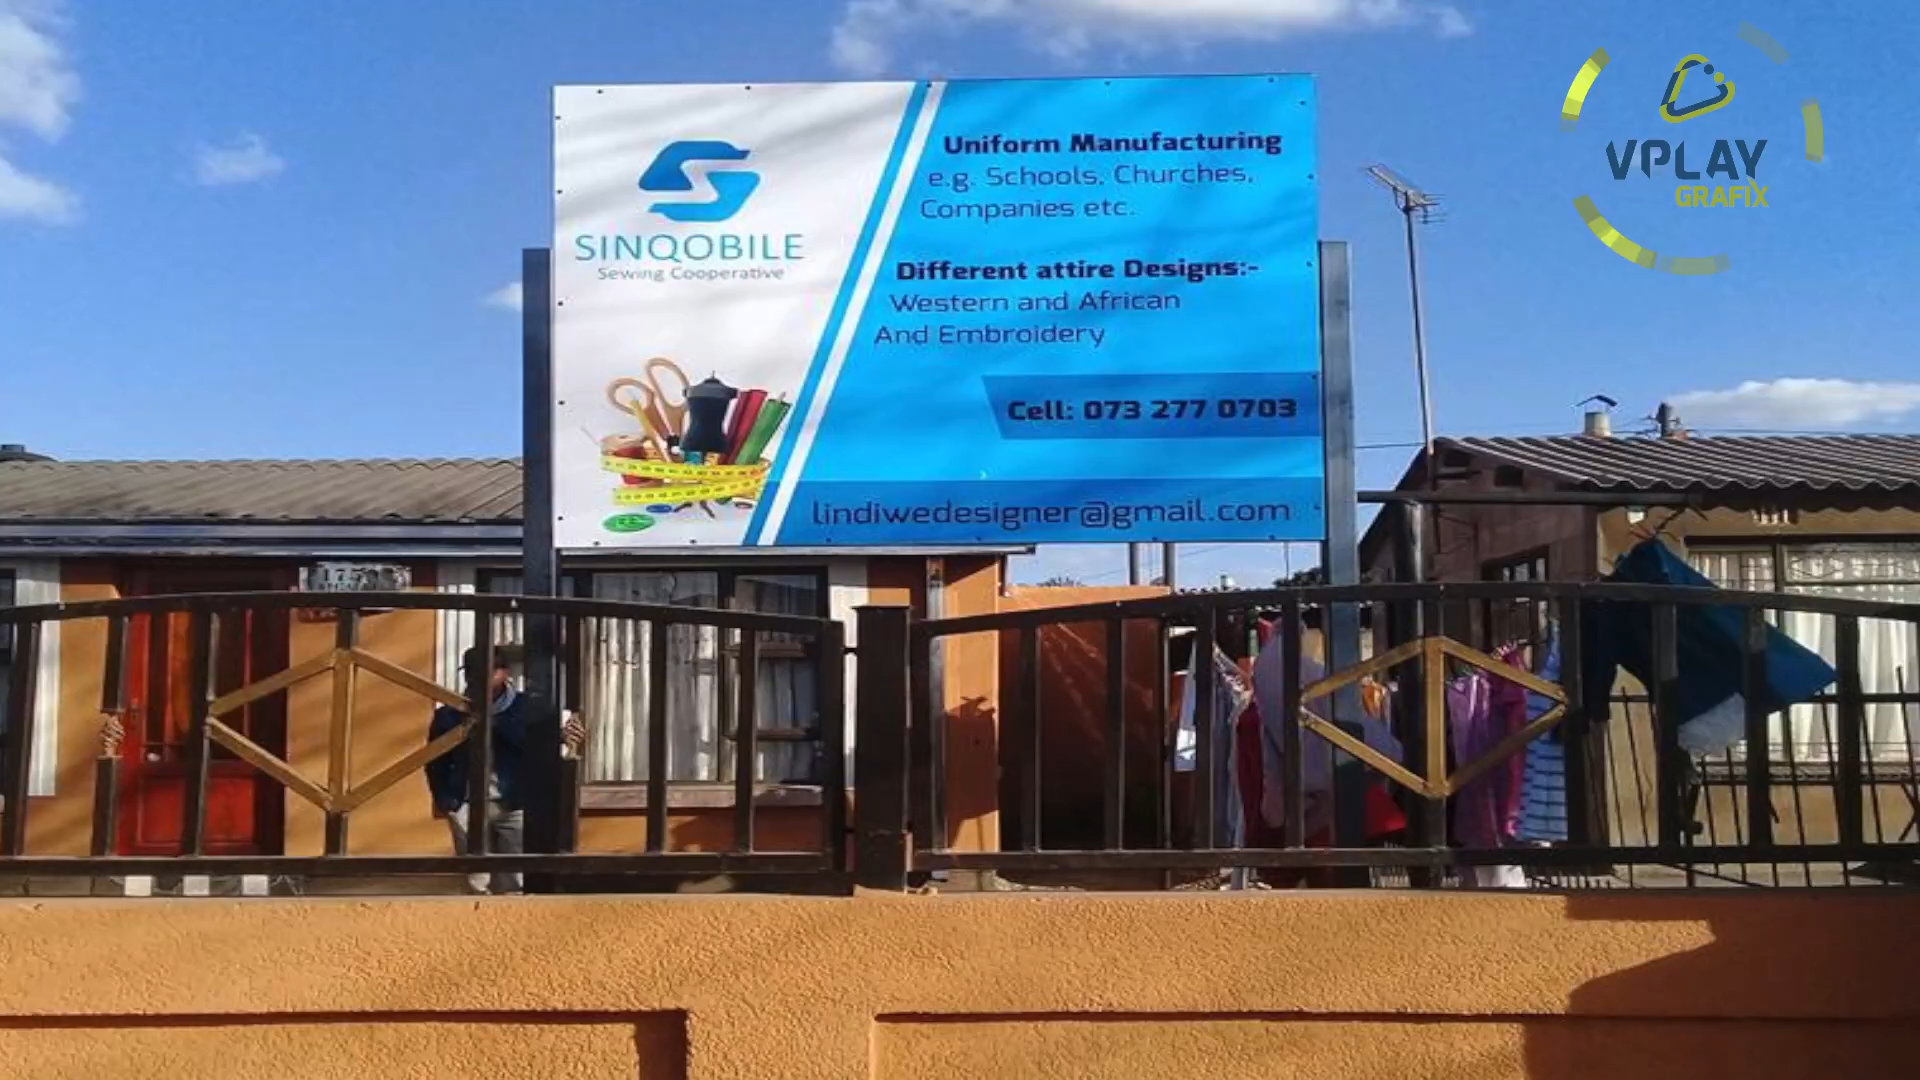 SINQOBILE
Sewing Cooperative
Uniform Manufacturing
e.g. Schools, Churches,
Companies etc.
Different attire Designs:-
Western and African
And Embroidery
Cell: 073 277 0703
lindiwedesigner@gmail.com
VPLAY
GRAFIX